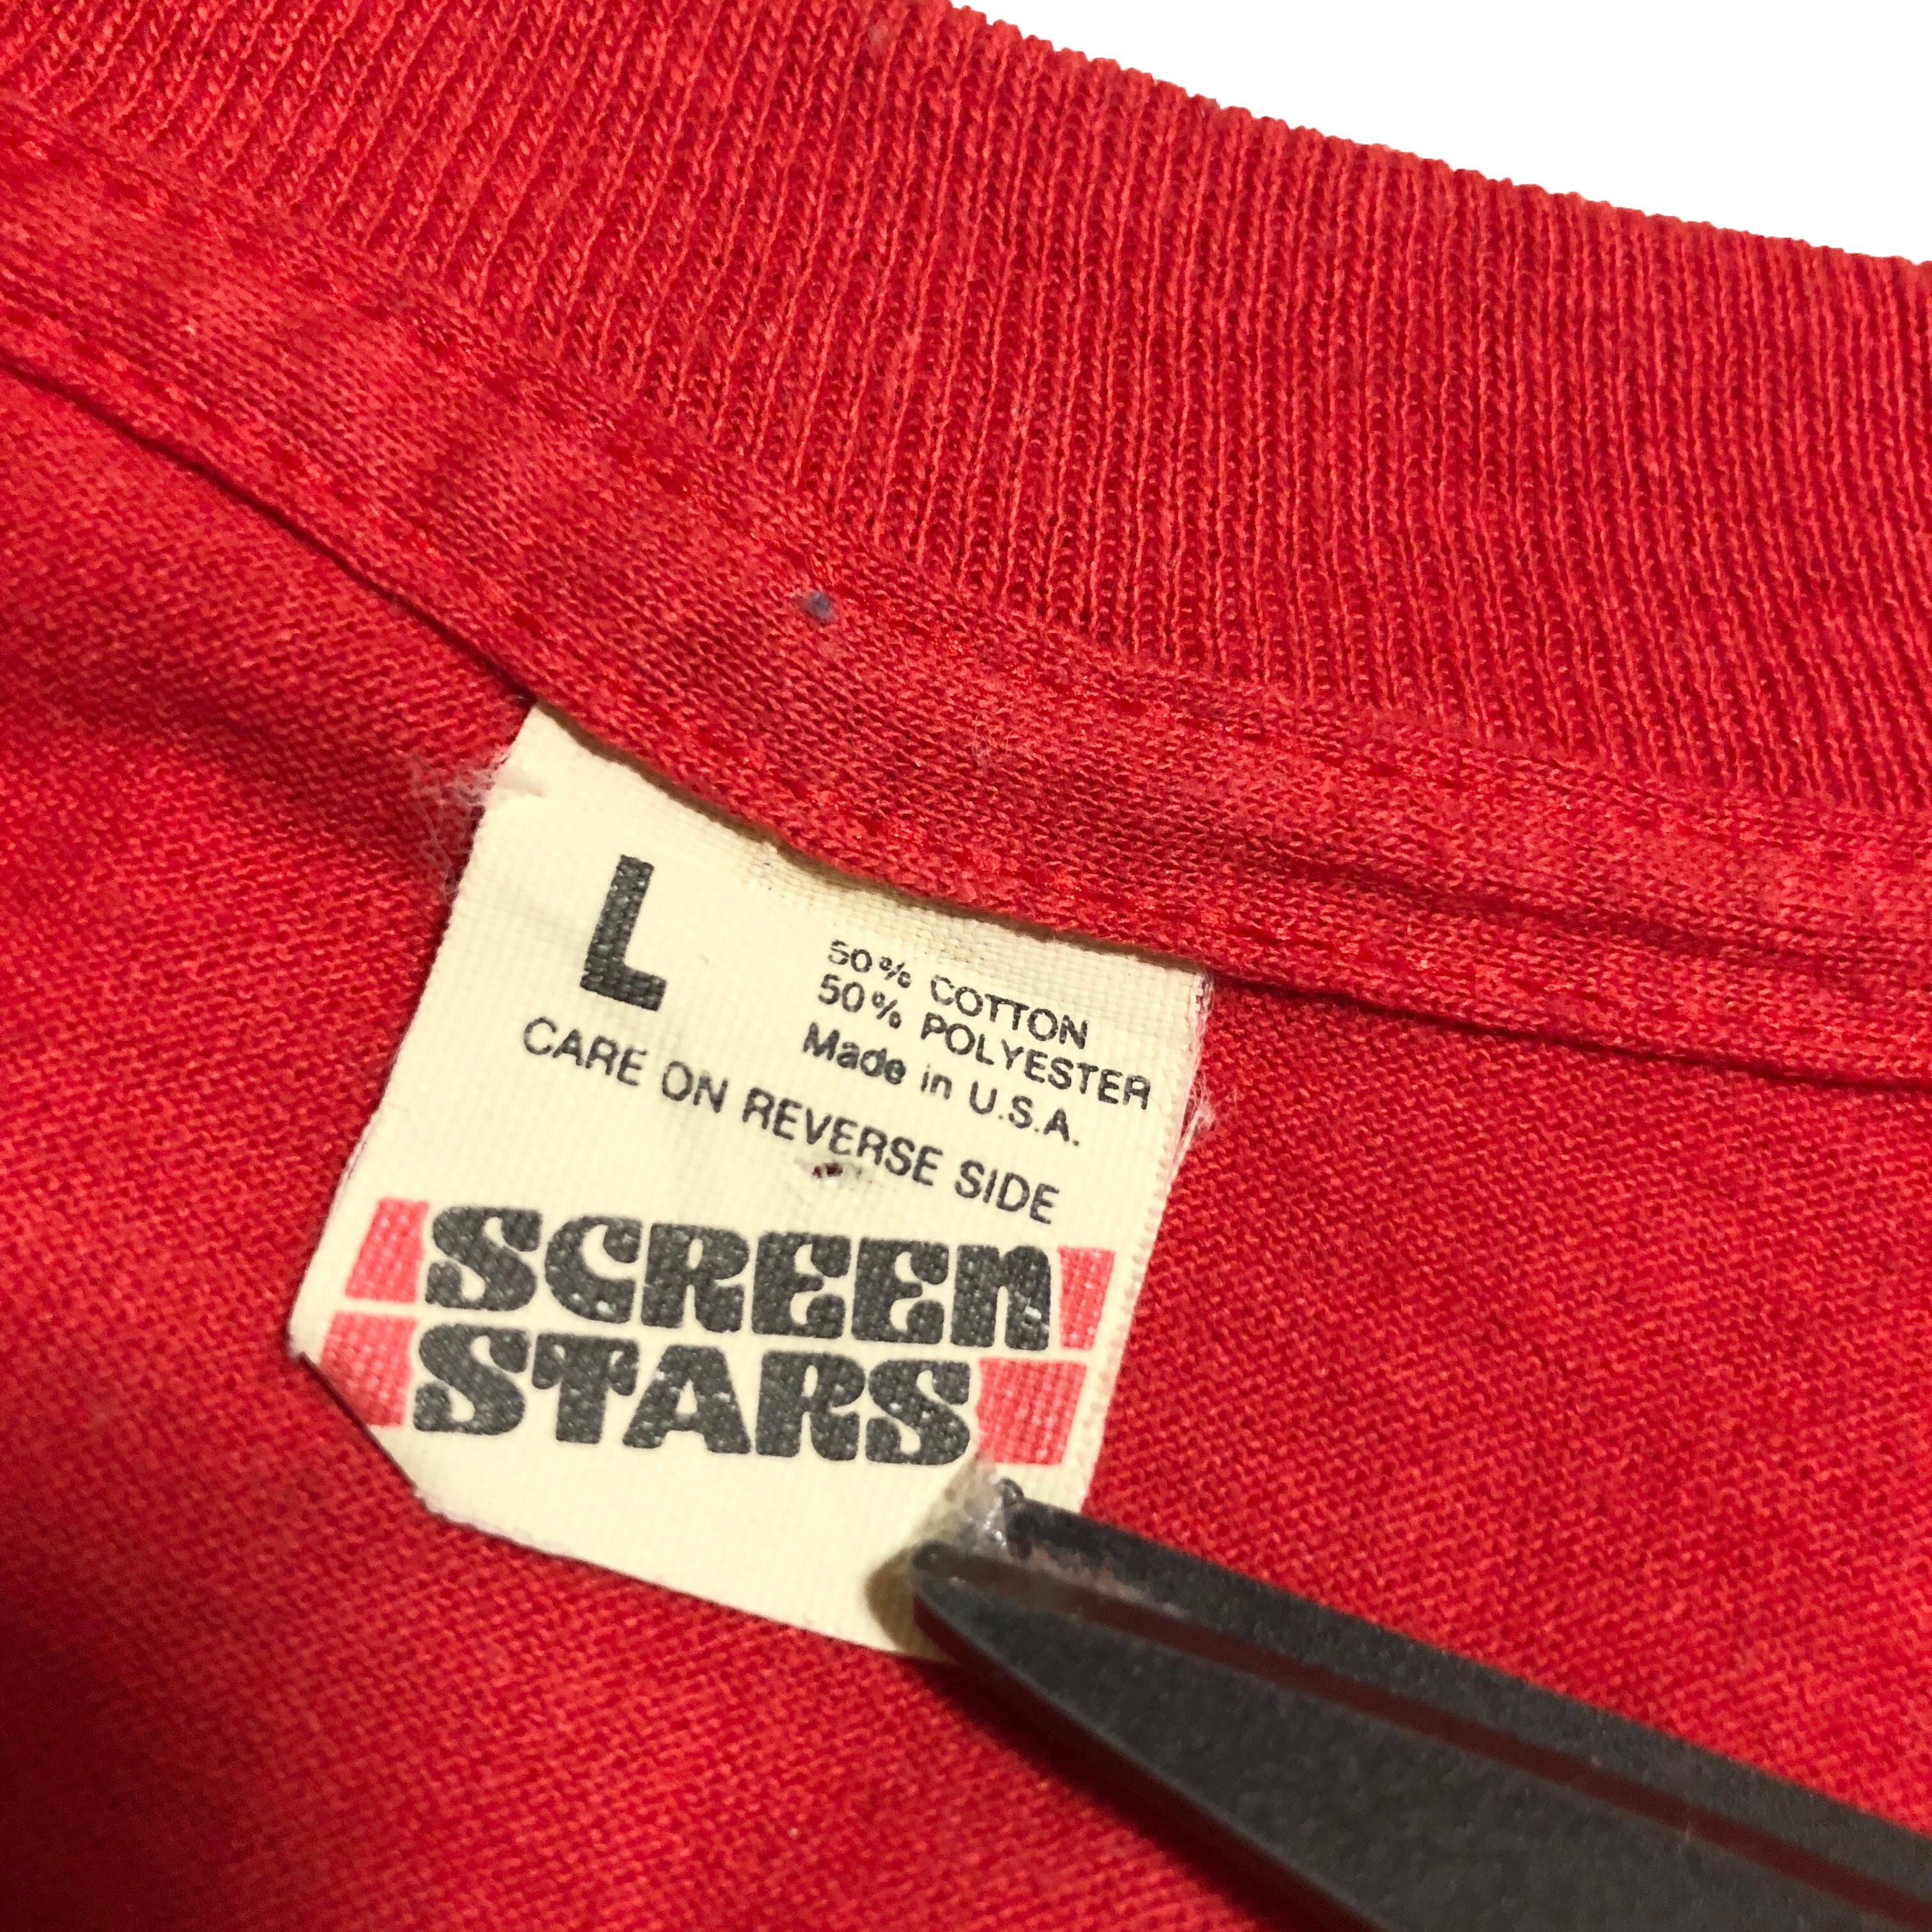 L
50% COTTON
50% POLYESTER
Made in U.S.A.
CARE ON REVERSE SIDE
SCREEN
STARS